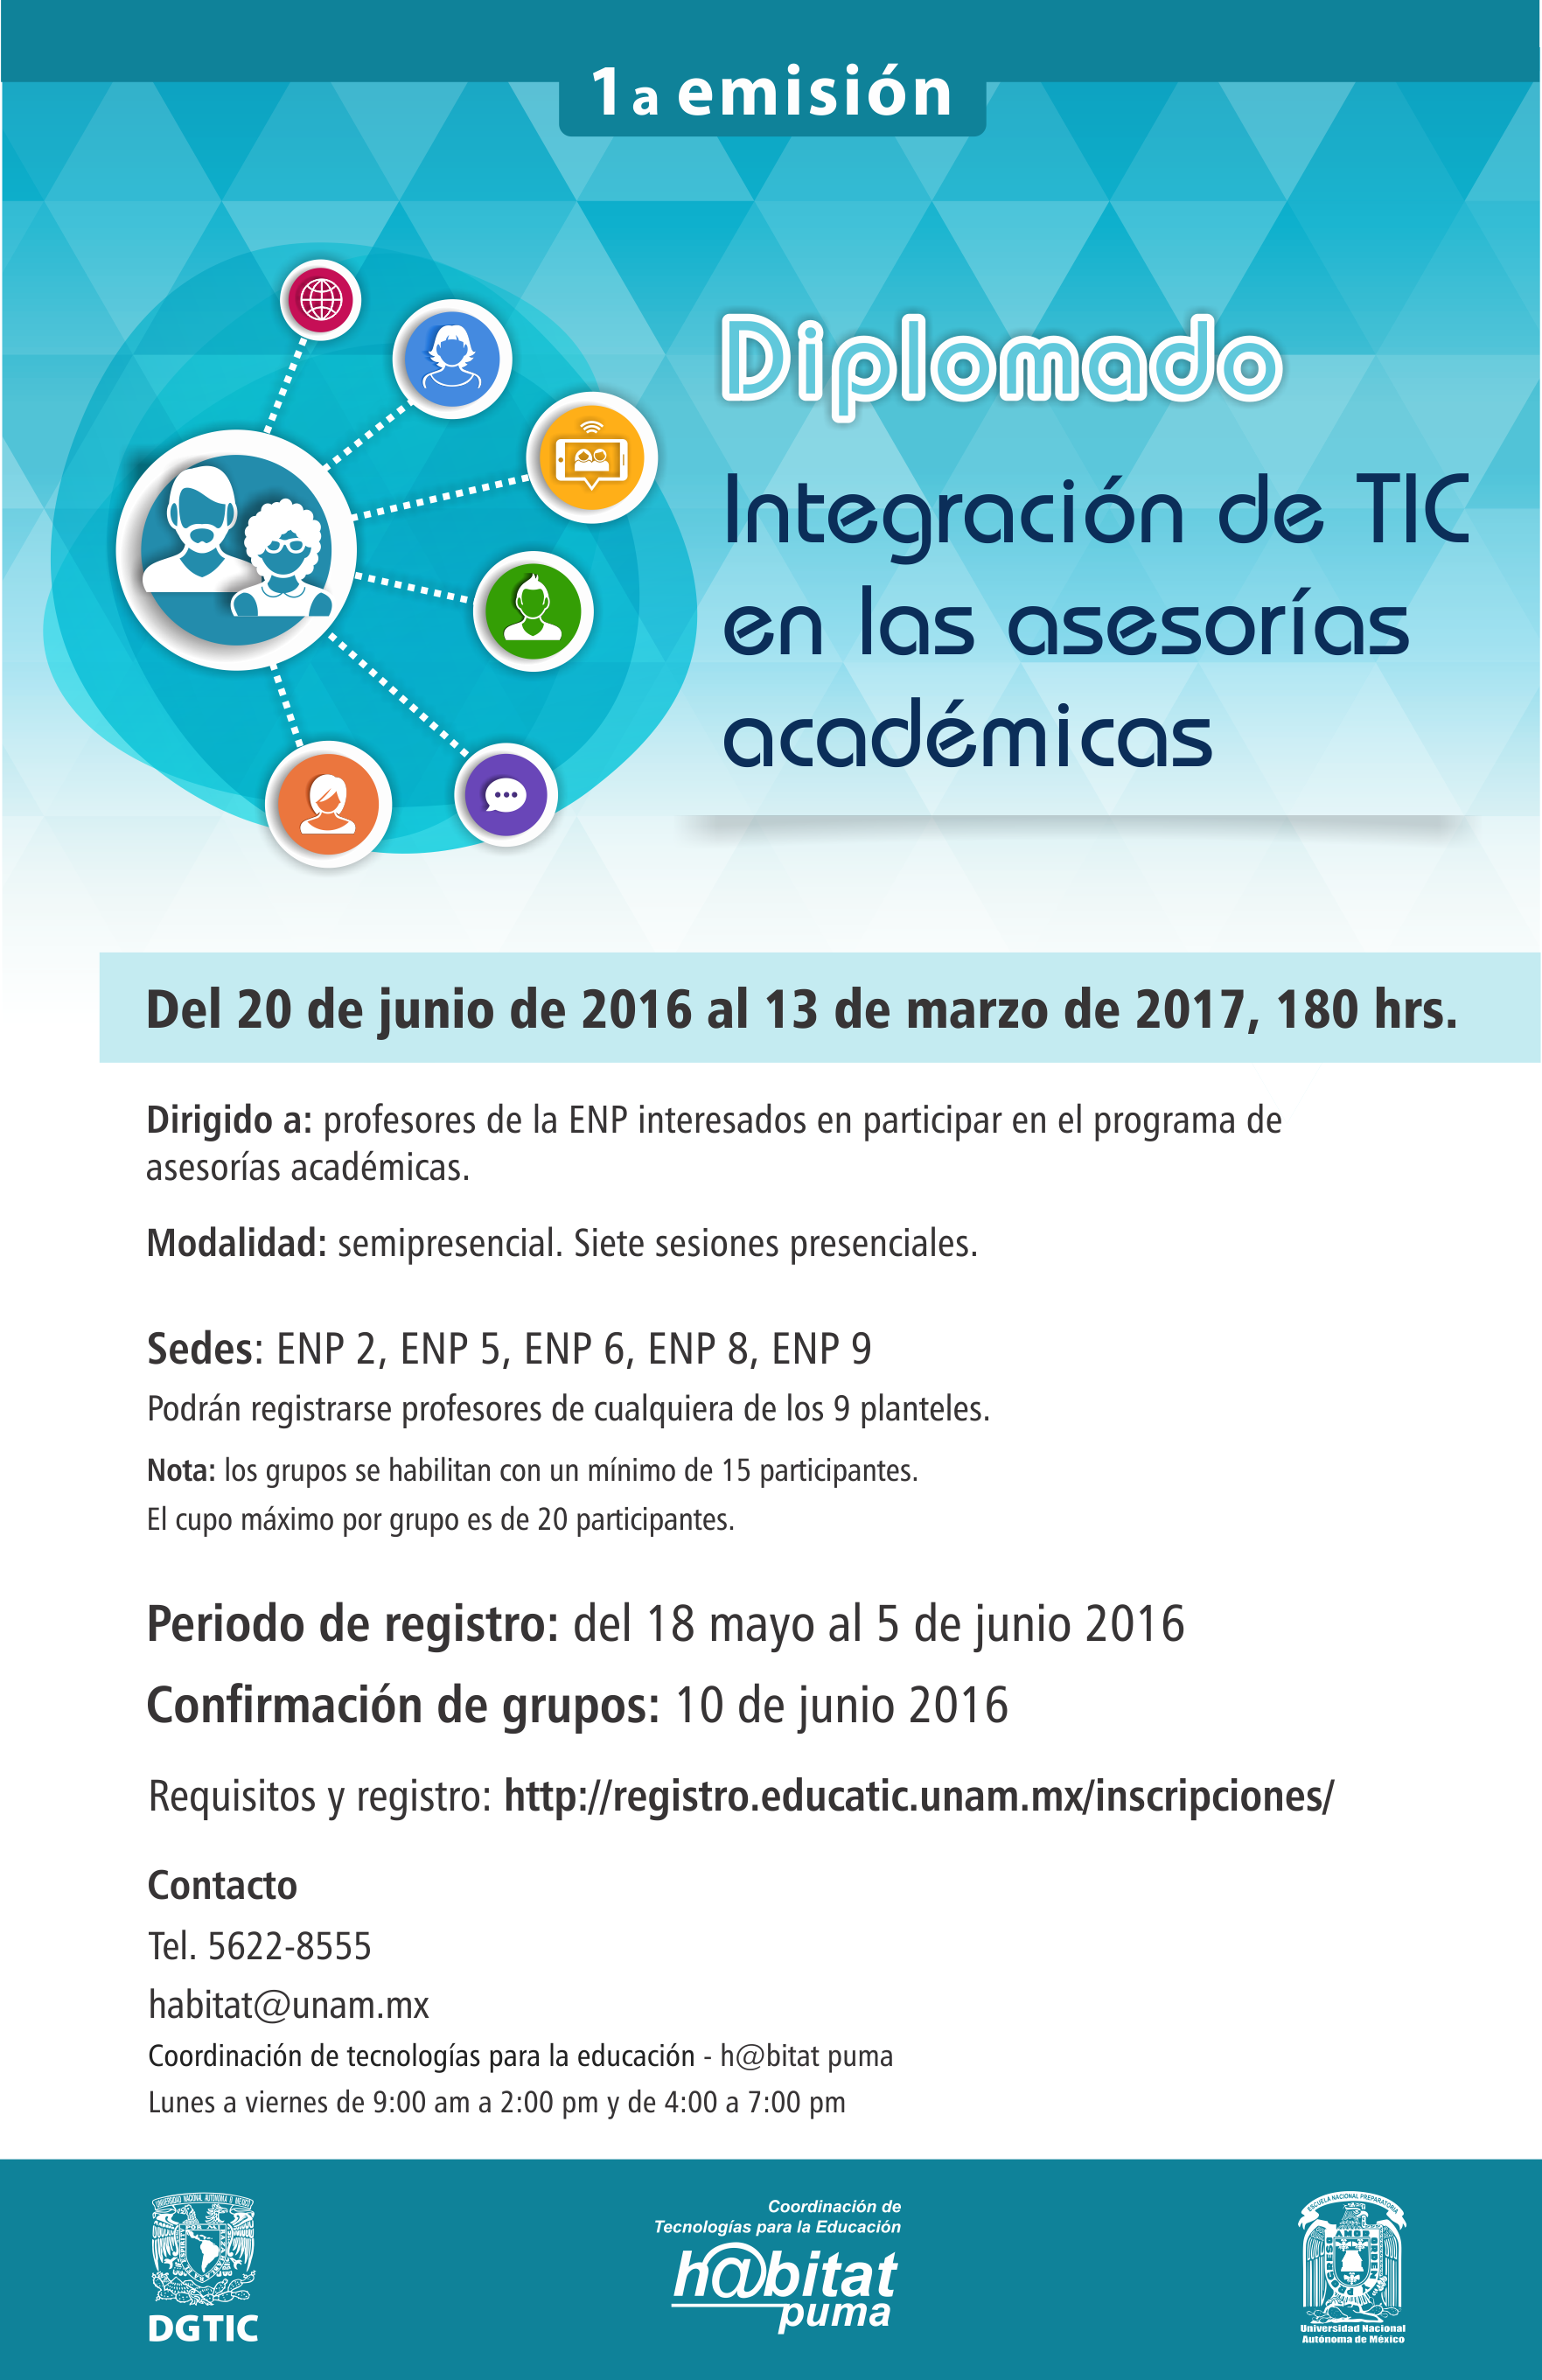 1a emisión
Diplomado
Integración de TIC
en las asesorías
académicas
Del 20 de junio de 2016 al 13 de marzo de 2017, 180 hrs.
Dirigido a: profesores de la ENP interesados en participar en el programa de
asesorías académicas.
Modalidad: semipresencial. Siete sesiones presenciales.
Sedes: ENP 2, ENP 5, ENP 6, ENP 8, ENP 9
Podrán registrarse profesores de cualquiera de los 9 planteles.
Nota: los grupos se habilitan con un mínimo de 15 participantes.
El cupo máximo por grupo es de 20 participantes.
Periodo de registro: del 18 mayo al 5 de junio 2016
Confirmación de grupos: 10 de junio 2016
Requisitos y registro: http://registro.educatic.unam.mx/inscripciones/
Contacto
Tel. 5622-8555
habitat@unam.mx
Coordinación de tecnologías para la educación - h@bitat puma
Lunes a viernes de 9:00 am a 2:00 pm y de 4:00 a 7:00 pm
DGTIC
Coordinación de
Tecnologías para la Educación
h@bitat
puma
ESCUELA NACIONAL PREPARATORIA
AMOR
Universidad Nacional
Autónoma de México